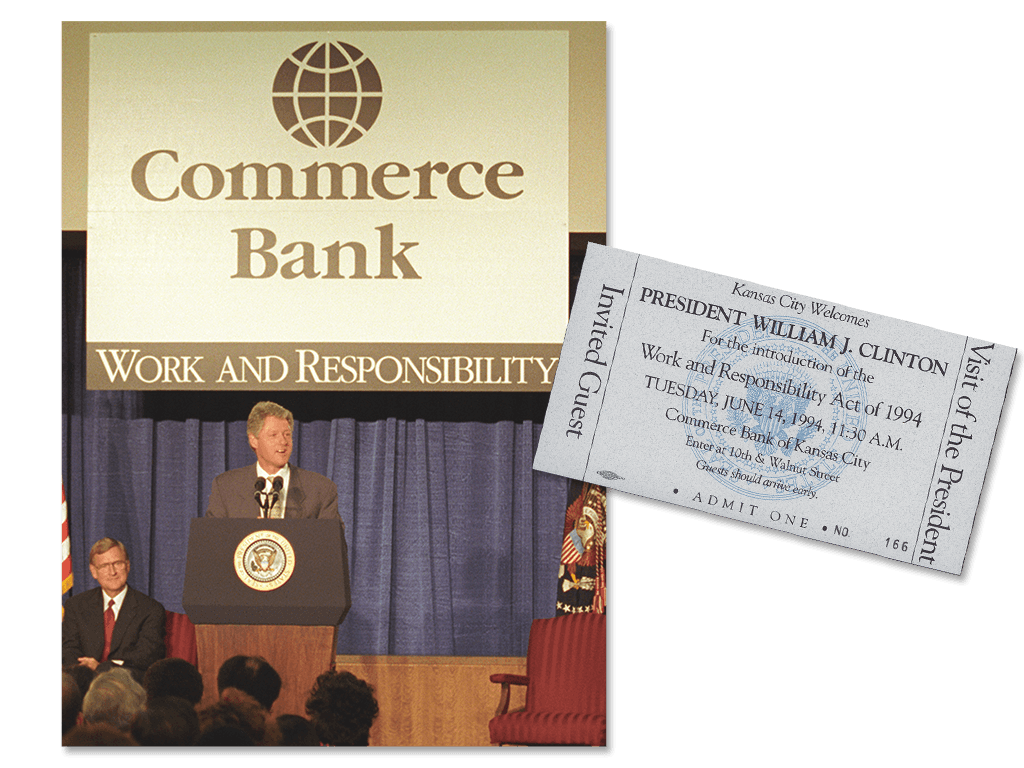 Commerce
Bank
WORK AND RESPONSIBILITY
Invited Guest
Kansas City Welcomes
PRESIDENT WILLIAM J. CLINTON
For the introduction of the
Work and Responsibility Act of 1994
TUESDAY, JUNE 14, 1994, 11:30 A.M.
Commerce Bank of Kansas City
Enter at 10th & Walnut Street
Guests should arrive early.
• ADMIT ONE • NO. 166
Visit of the President